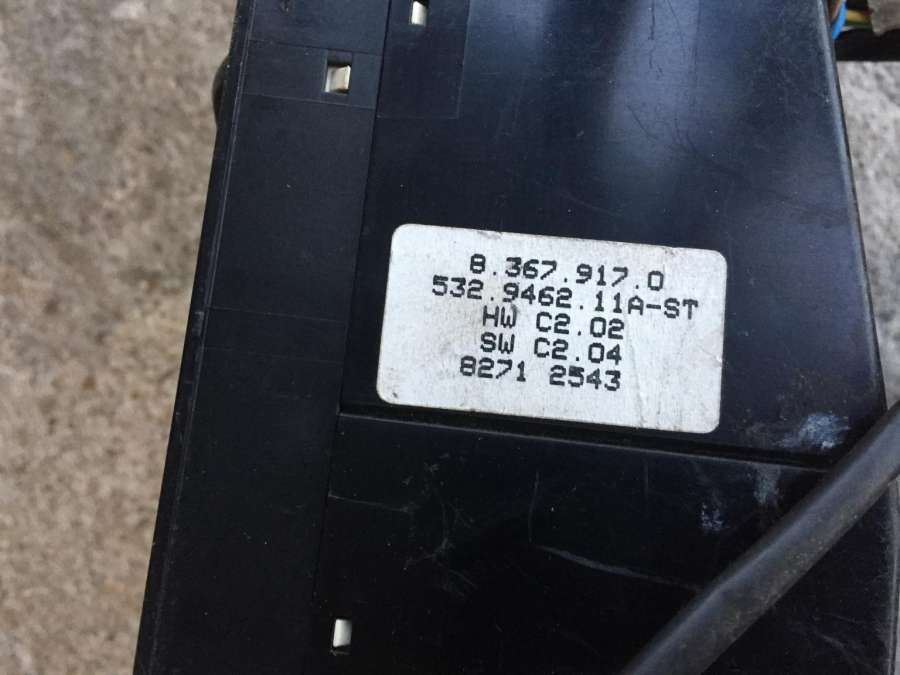 8.367.917.0
532.9462.11A-ST
HW C2.02
SW C2.04
8271 2543